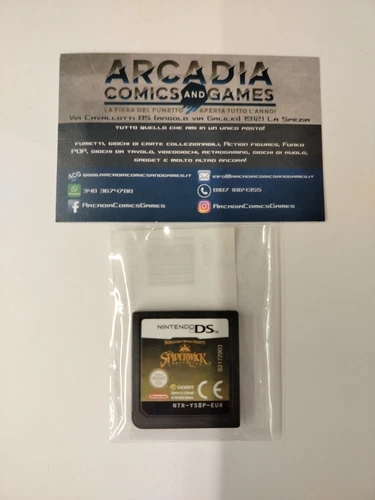 ARCADIA
COMICS AND GAMES
LA FIERA DEL FUMETTO APERTA TUTTO L'ANNO!
Via Cavallotti 85 (angolo via Galilei) 19121 La Spezia
tutto quello che ami in un unico posto!
fumetti, giochi di carte collezionabili, Action figures, Funko
POP, giochi da tavolo, videogiochi, retrogaming, giochi di ruolo,
gadget e molto altro ancora!
ACG www.arcadiacomicsandgames.it
info@arcadiacomicsandgames.it
ArcadiaComicsGames
ArcadiaComicsGames
NINTENDO DS
SPIDERWICK
CE
NTR-YS8P-EUR